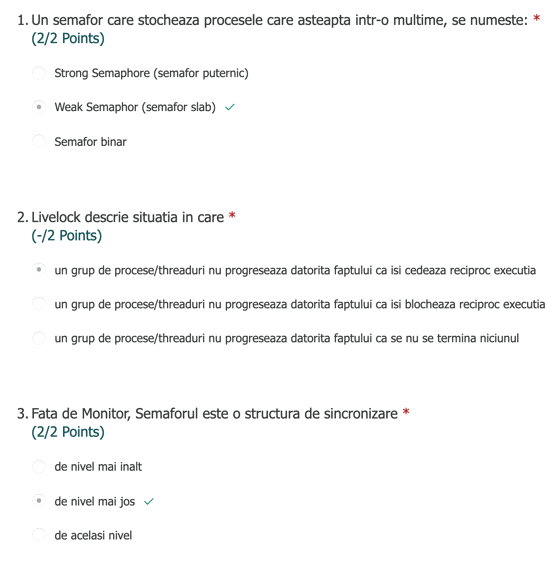 1. Un semafor care stocheaza procesele care asteapta intr-o multime, se numeste: *
(2/2 Points)
Strong Semaphore (semafor puternic)
Weak Semaphor (semafor slab)
Semafor binar
2. Livelock descrie situatia in care *
(-/2 Points)
un grup de procese/threaduri nu progreseaza datorita faptului ca isi cedeaza reciproc executia
un grup de procese/threaduri nu progreseaza datorita faptului ca isi blocheaza reciproc executia
un grup de procese/threaduri nu progreseaza datorita faptului ca se nu se termina niciunul
3. Fata de Monitor, Semaforul este o structura de sincronizare *
(2/2 Points)
de nivel mai inalt
de nivel mai jos
de acelasi nivel